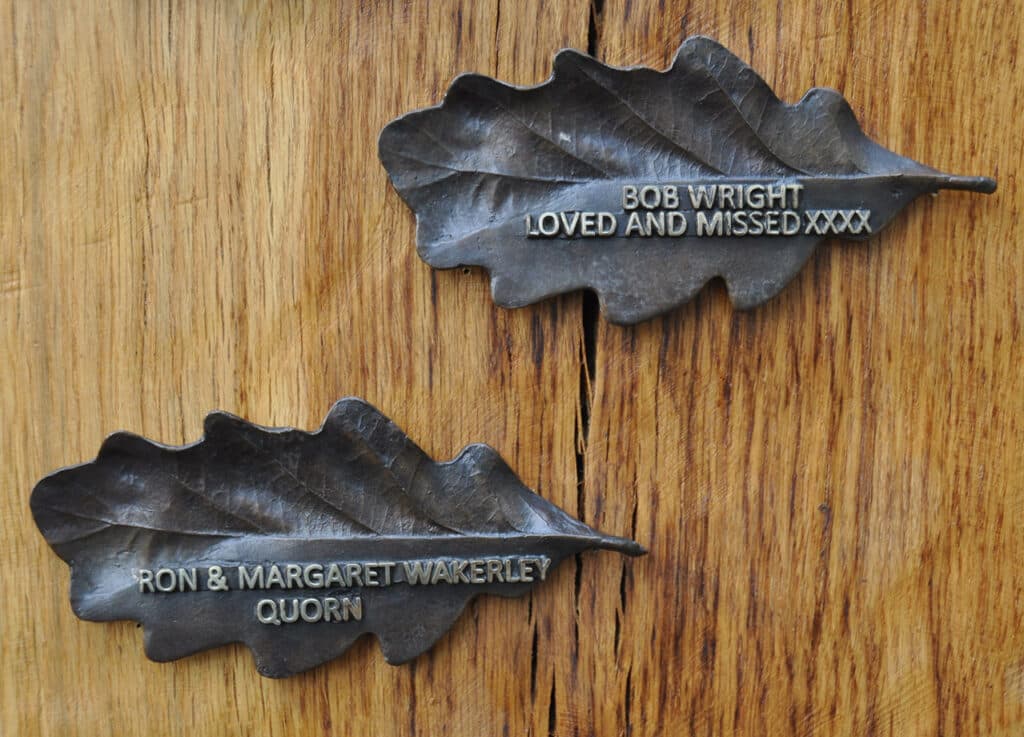 BOB WRIGHT
LOVED AND MISSED XXXX
RON & MARGARET WAKERLEY
QUORN